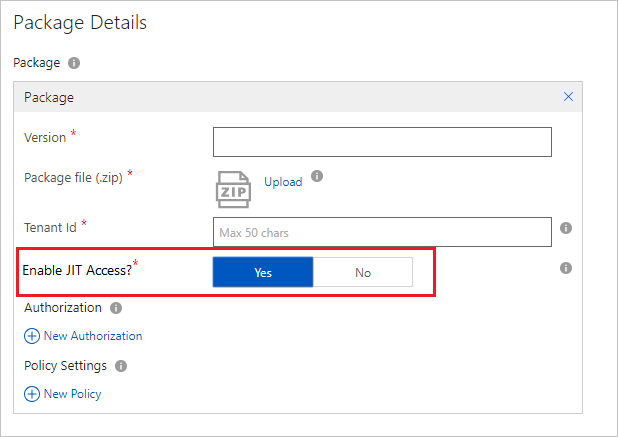 Package Details
Package
Package
Version *
Package file (.zip) *
ZIP
Upload
Tenant Id *
Max 50 chars
Enable JIT Access?*
Yes
No
Authorization
New Authorization
Policy Settings
New Policy